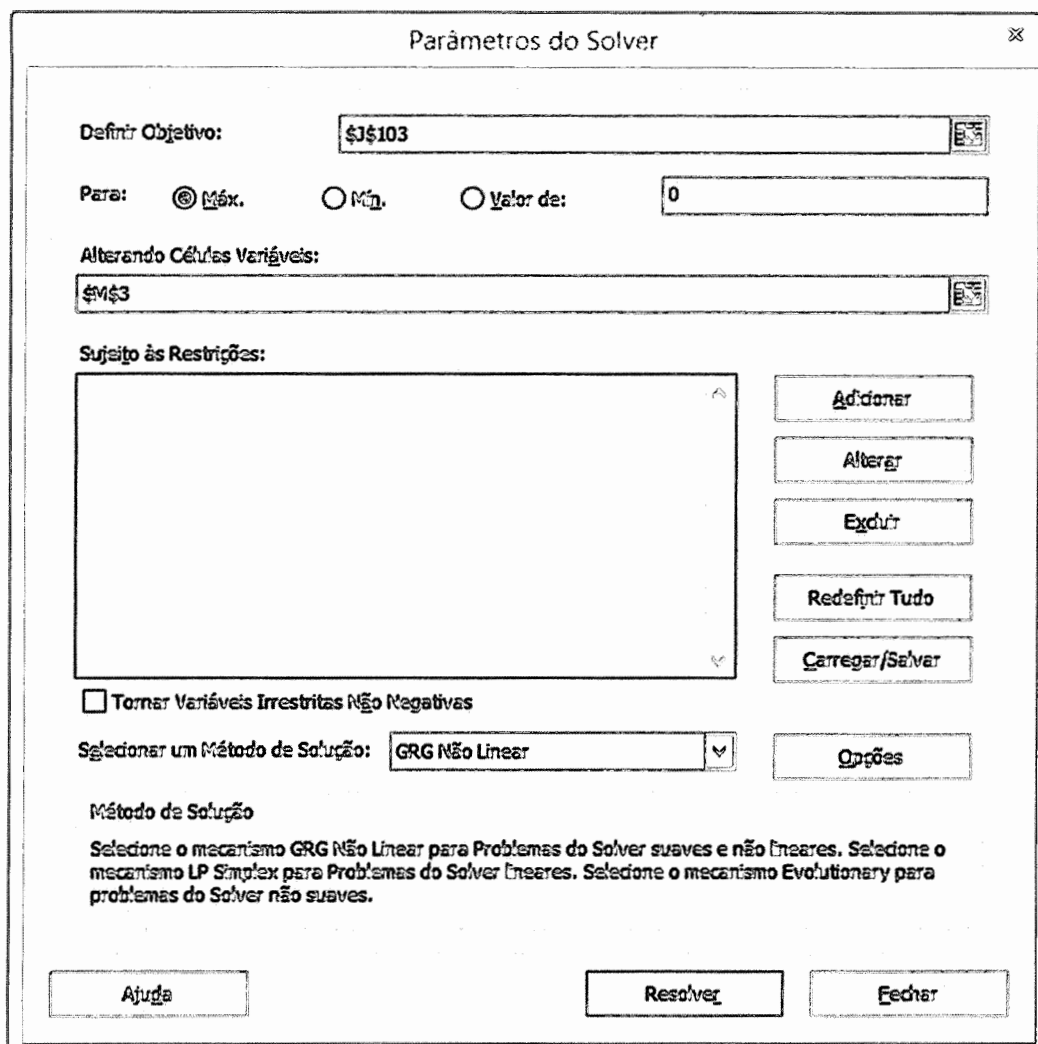 Parâmetros do Solver
Definir Objetivo: $J$103
Para: Máx. Mín. Valor de: 0
Alterando Células Variáveis:
$M$3
Sujeito às Restrições:
Adicionar
Alterar
Excluir
Redefinir Tudo
Carregar/Salvar
Tornar Variáveis Irrestritas Não Negativas
Selecionar um Método de Solução: GRG Não Linear Opções
Método de Solução
Selecione o mecanismo GRG Não Linear para Problemas do Solver suaves e não lineares. Selecione o
mecanismo LP Simplex para Problemas do Solver lineares. Selecione o mecanismo Evolutionary para
problemas do Solver não suaves.
Ajuda Resolver Fechar